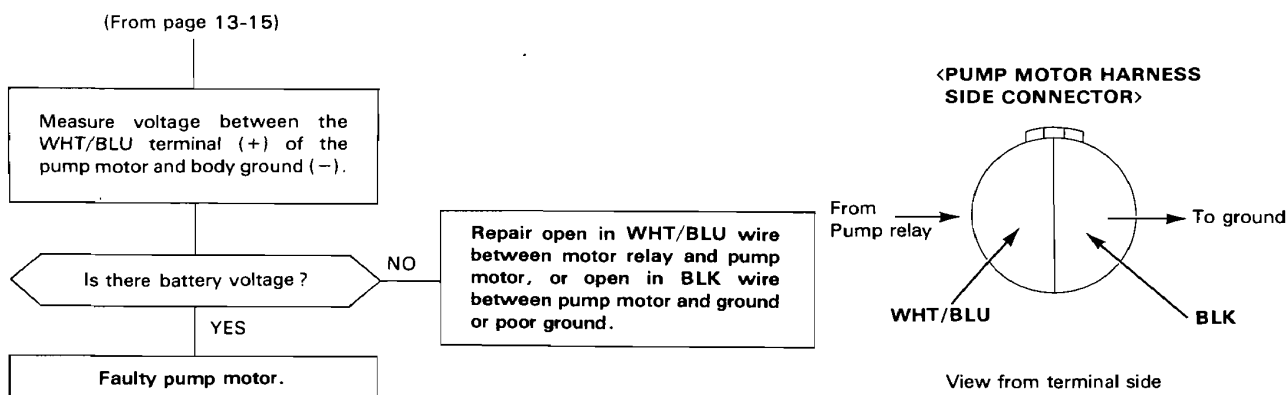 (From page 13-15)
Measure voltage between the
WHT/BLU terminal (+) of the
pump motor and body ground (−).
Is there battery voltage?
NO
Repair open in WHT/BLU wire
between motor relay and pump
motor, or open in BLK wire
between pump motor and ground
or poor ground.
YES
Faulty pump motor.
<PUMP MOTOR HARNESS
SIDE CONNECTOR>
From
Pump relay
To ground
WHT/BLU
BLK
View from terminal side